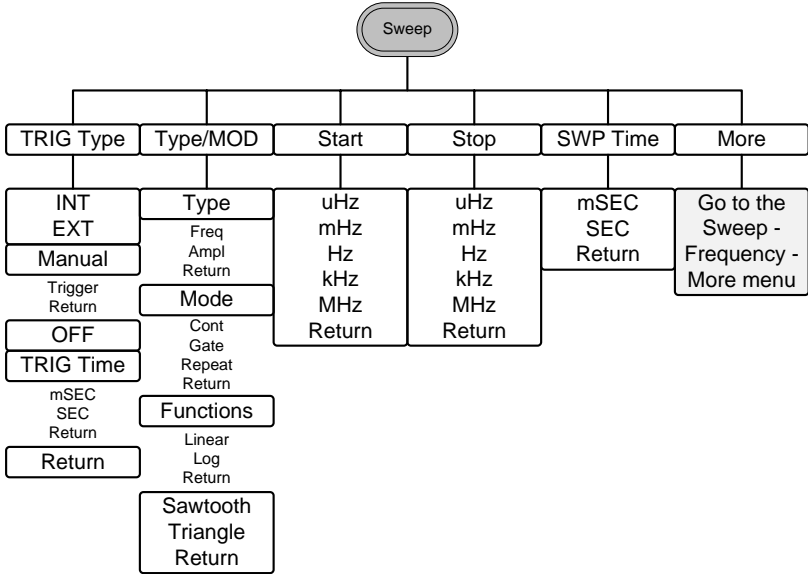 Sweep
TRIG Type
INT
EXT
Manual
Trigger
Return
OFF
TRIG Time
mSEC
SEC
Return
Return
Type/MOD
Type
Freq
Ampl
Return
Mode
Cont
Gate
Repeat
Return
Functions
Linear
Log
Return
Sawtooth
Triangle
Return
Start
uHz
mHz
Hz
kHz
MHz
Return
Stop
uHz
mHz
Hz
kHz
MHz
Return
SWP Time
mSEC
SEC
Return
More
Go to the
Sweep -
Frequency -
More menu